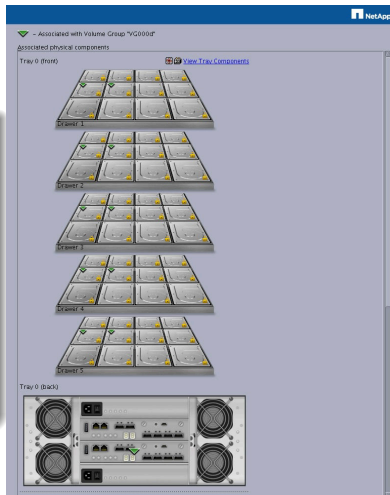 NetApp
– Associated with Volume Group "VG000d"
Associated physical components
Tray 0 (front)
View Tray Components
Drawer 1
Drawer 2
Drawer 3
Drawer 4
Drawer 5
Tray 0 (back)